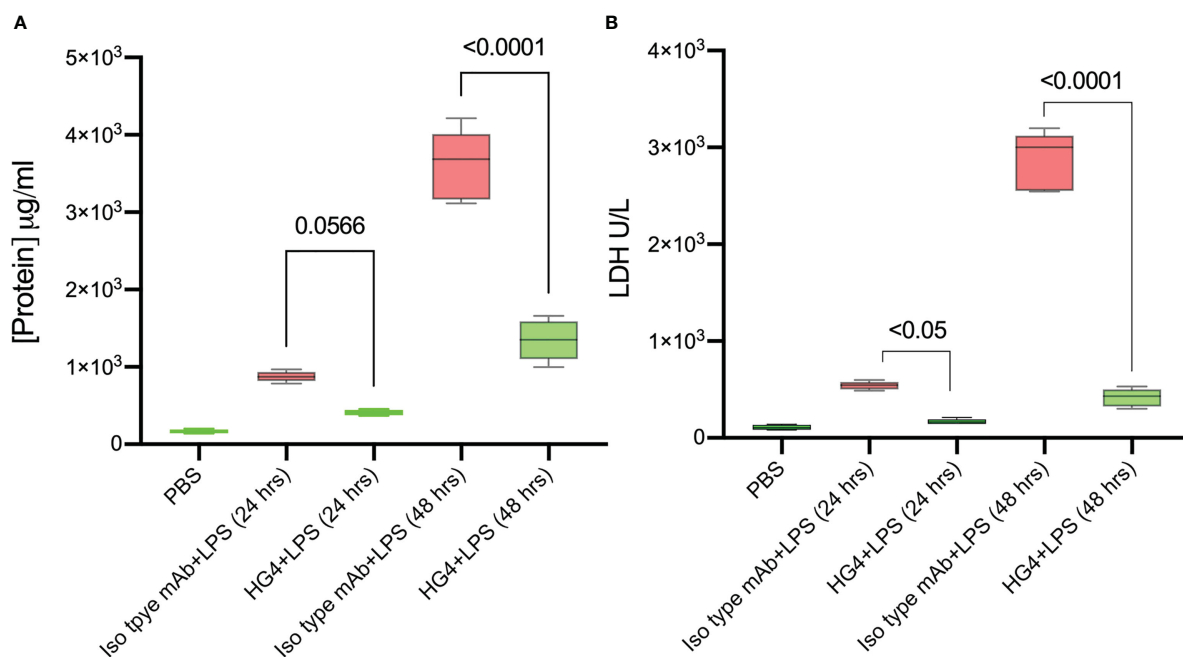 A
[Protein] µg/ml
5×10³
4×10³
3×10³
2×10³
1×10³
0
<0.0001
0.0566
PBS
Iso tpye mAb+LPS (24 hrs)
HG4+LPS (24 hrs)
Iso type mAb+LPS (48 hrs)
HG4+LPS (48 hrs)
B
LDH U/L
4×10³
3×10³
2×10³
1×10³
0
<0.0001
<0.05
PBS
Iso type mAb+LPS (24 hrs)
HG4+LPS (24 hrs)
Iso type mAb+LPS (48 hrs)
HG4+LPS (48 hrs)